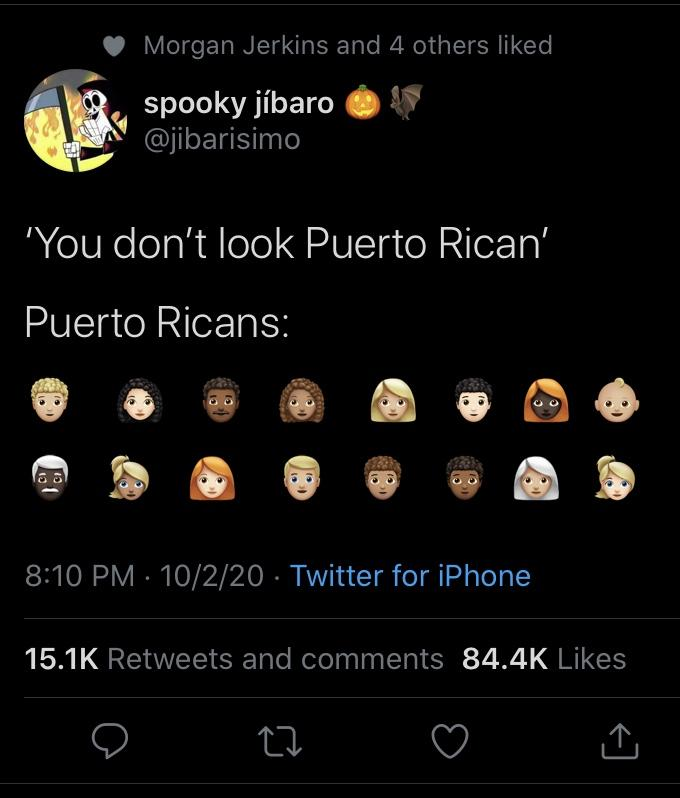 Morgan Jerkins and 4 others liked
spooky jíbaro 🎃🦇
@jibarisimo
‘You don’t look Puerto Rican’
Puerto Ricans:
8:10 PM · 10/2/20 · Twitter for iPhone
15.1K Retweets and comments 84.4K Likes